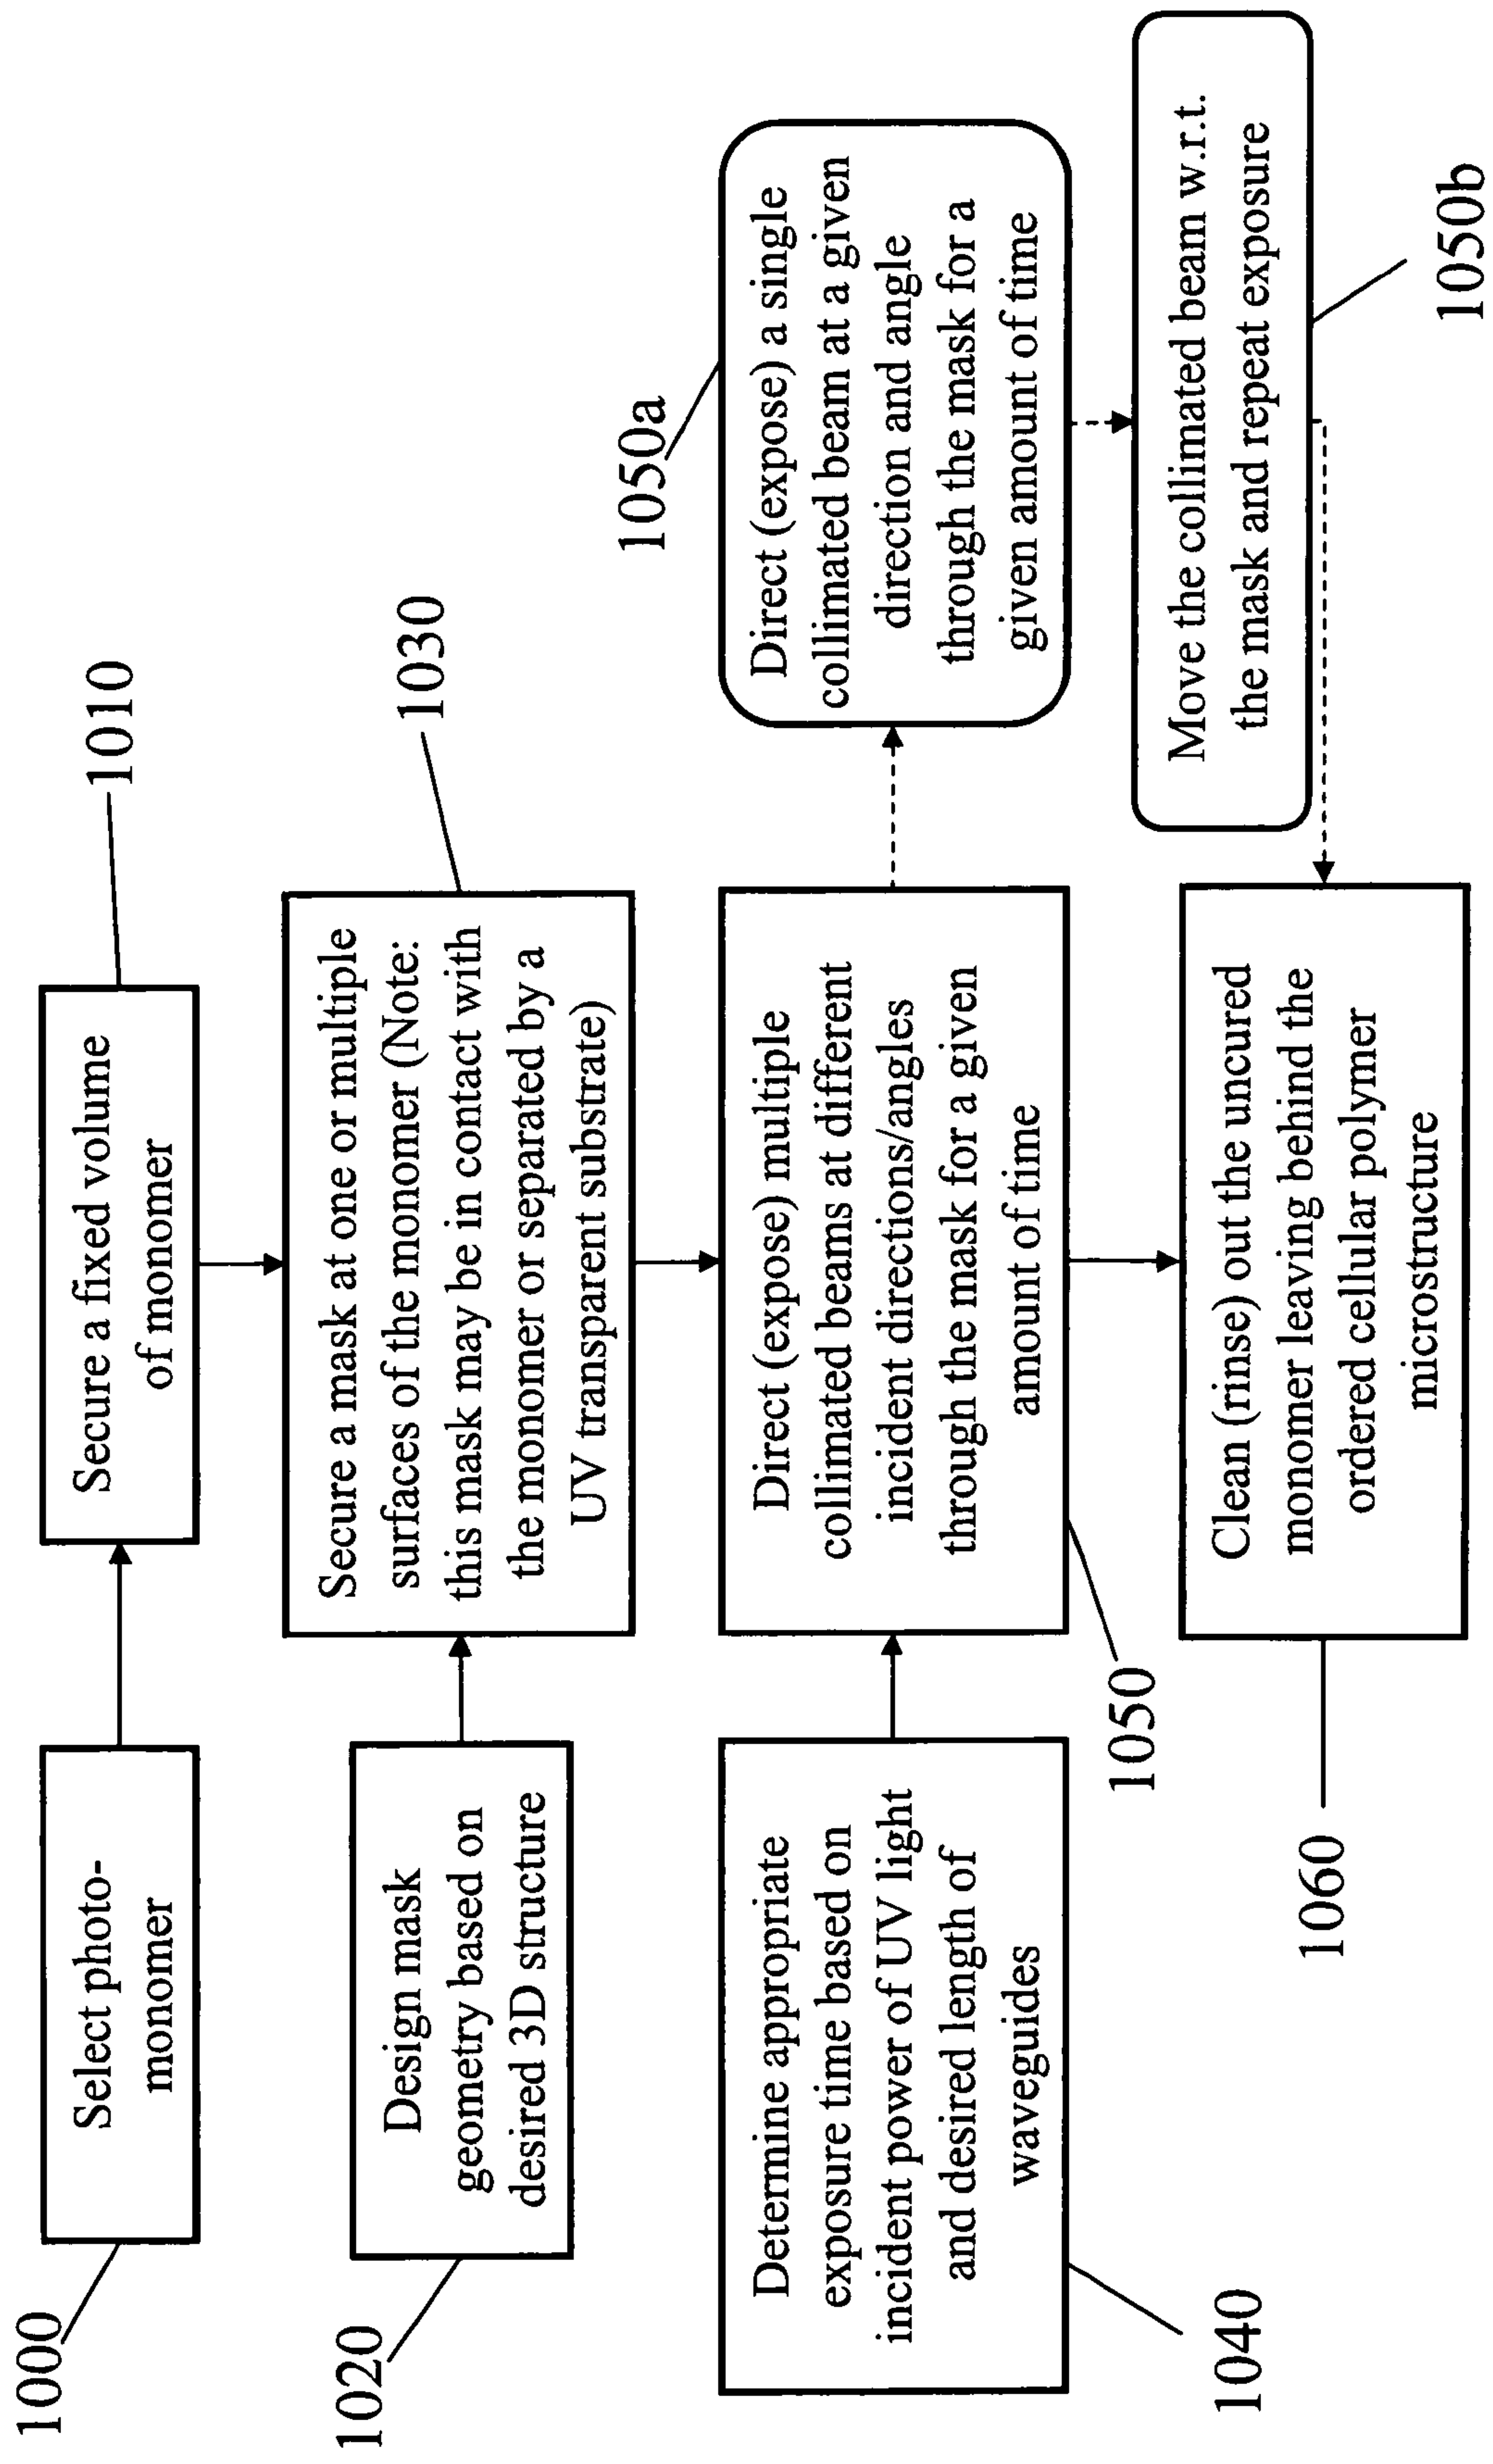 1000
Select photo-
monomer
1010
Secure a fixed volume
of monomer
1020
Design mask
geometry based on
desired 3D structure
1030
Secure a mask at one or multiple
surfaces of the monomer (Note:
this mask may be in contact with
the monomer or separated by a
UV transparent substrate)
1040
Determine appropriate
exposure time based on
incident power of UV light
and desired length of
waveguides
1050
Direct (expose) multiple
collimated beams at different
incident directions/angles
through the mask for a given
amount of time
1050a
Direct (expose) a single
collimated beam at a given
direction and angle
through the mask for a
given amount of time
1050b
Move the collimated beam w.r.t.
the mask and repeat exposure
1060
Clean (rinse) out the uncured
monomer leaving behind the
ordered cellular polymer
microstructure